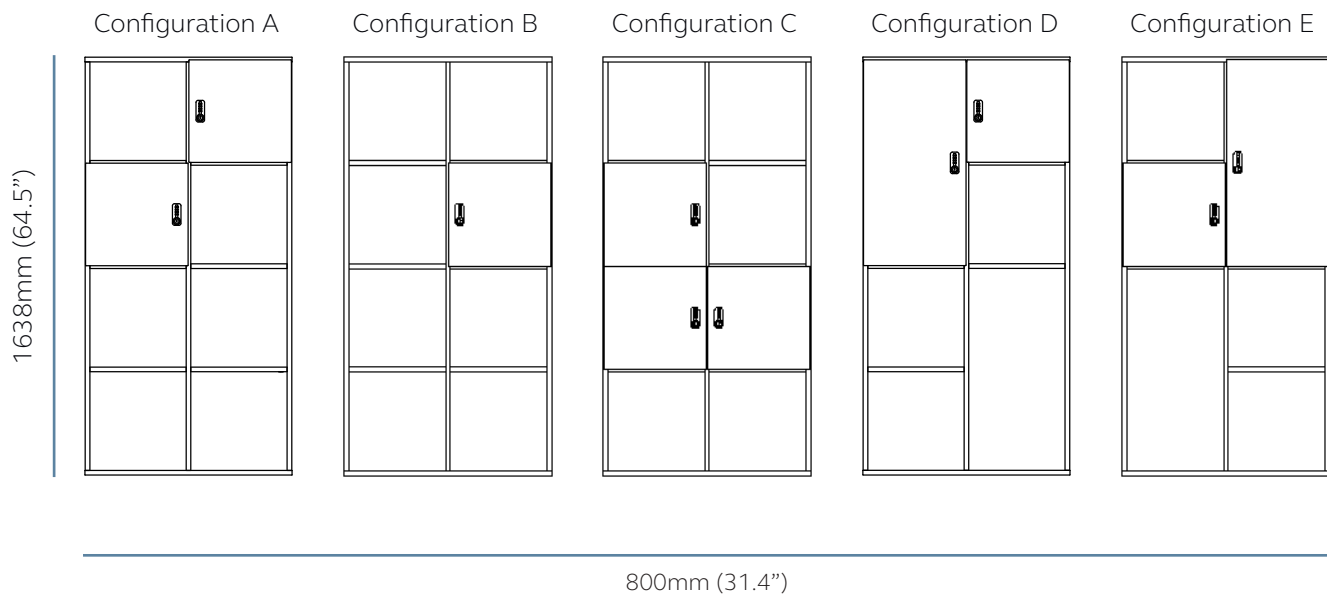 Configuration A
Configuration B
Configuration C
Configuration D
Configuration E
1638mm (64.5”)
800mm (31.4”)